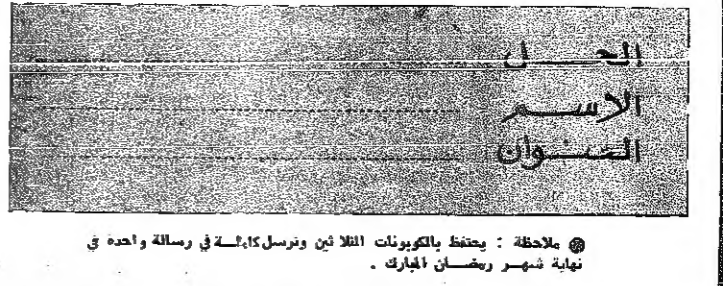 الحل
الاسم
العنوان
ملاحظة : يحتفظ بالكوبونات الثلاثين وترسل كاملة في رسالة واحدة في
نهاية شهر رمضان المبارك .